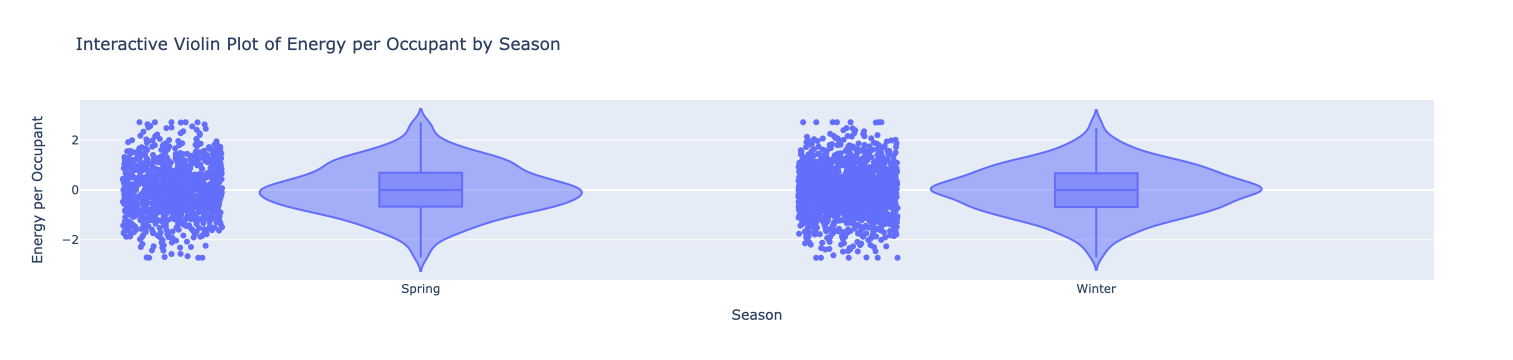 Interactive Violin Plot of Energy per Occupant by Season
Energy per Occupant
2
0
−2
Spring
Winter
Season